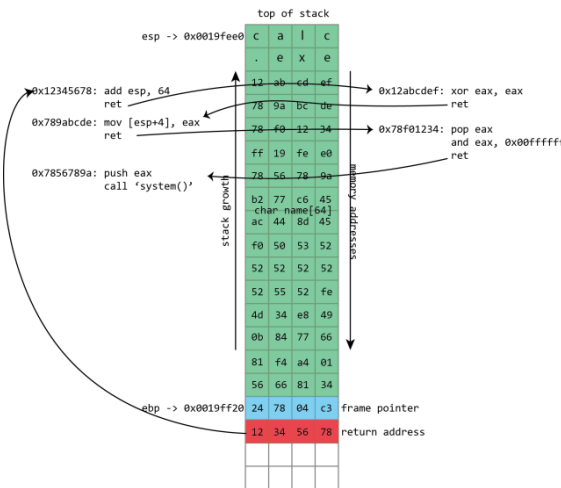 top of stack
esp -> 0x0019fee0 c a l c
. e x e
12 ab cd ef
0x12345678: add esp, 64
ret
0x12abcdef: xor eax, eax
ret
78 9a bc de
0x789abcde: mov [esp+4], eax
ret
78 f0 12 34
0x78f01234: pop eax
and eax, 0x00ffffff
ret
ff 19 fe e0
0x7856789a: push eax
call ‘system()’
78 56 78 9a
b2 77 c6 45
char name[64]
ac 44 8d 45
f0 50 53 52
52 52 52 52
52 55 52 fe
4d 34 e8 49
0b 84 77 66
81 f4 a4 01
56 66 81 34
stack growth
memory addresses
ebp -> 0x0019ff20 24 78 04 c3 frame pointer
12 34 56 78 return address